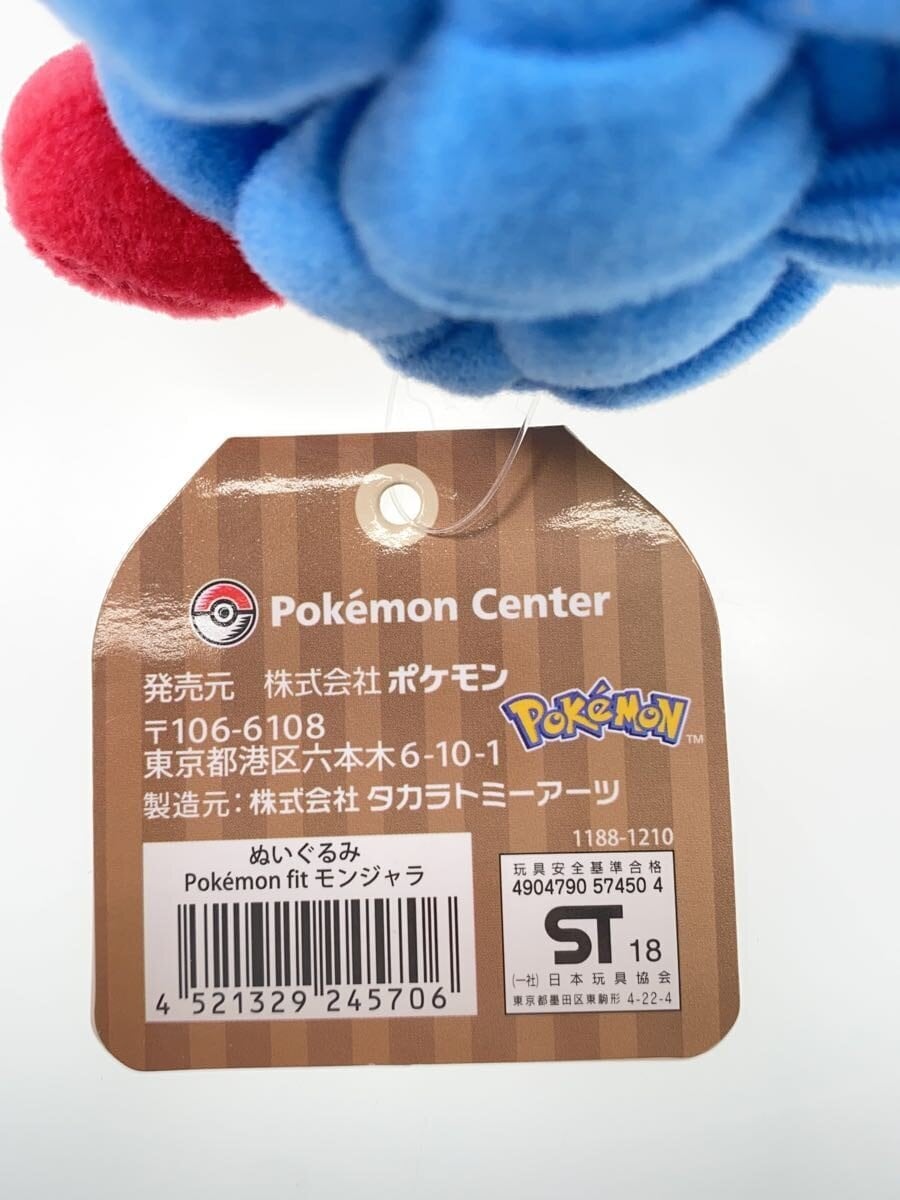 Pokémon Center
発売元 株式会社 ポケモン
〒106-6108
東京都港区六本木6-10-1
POKéMON™
製造元：株式会社 タカラトミーアーツ
1188-1210
ぬいぐるみ
Pokémon fit モンジャラ
4 521329 245706
玩具安全基準合格
4904790 57450 4
ST 18
(一社) 日本玩具協会
東京都墨田区東駒形 4-22-4